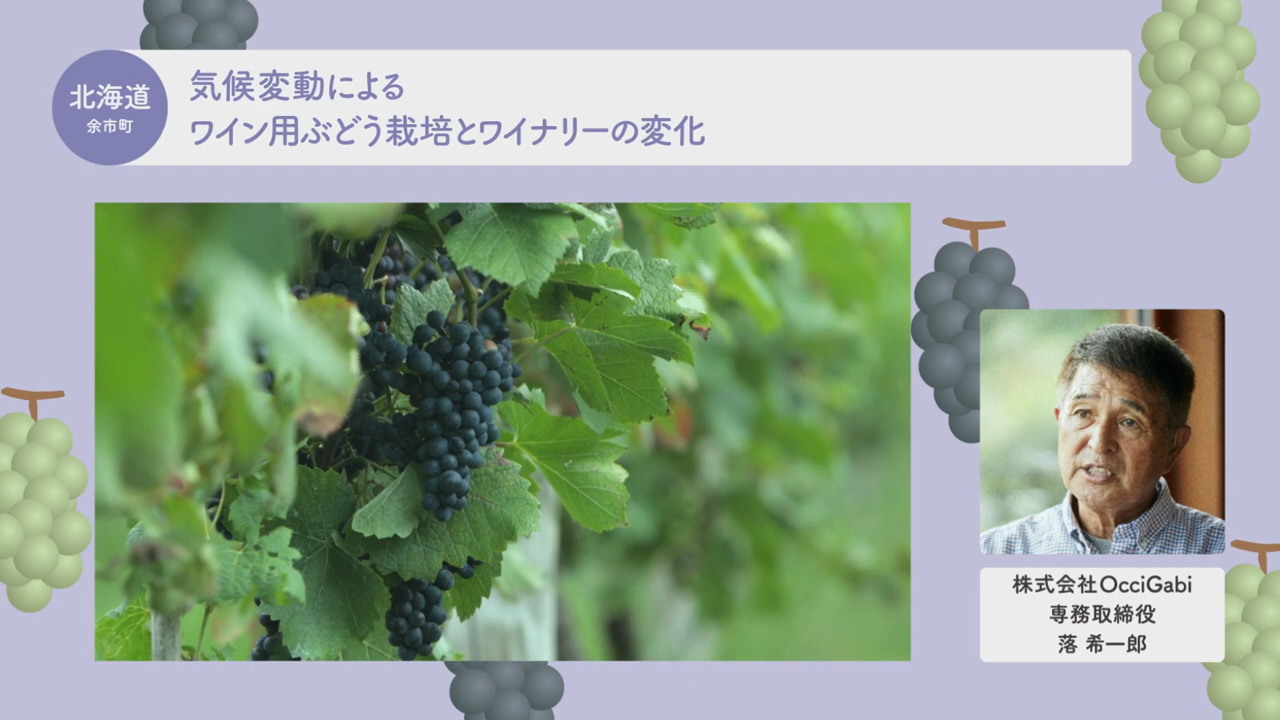 北海道
余市町
気候変動による
ワイン用ぶどう栽培とワイナリーの変化
株式会社OcciGabi
専務取締役
落 希一郎